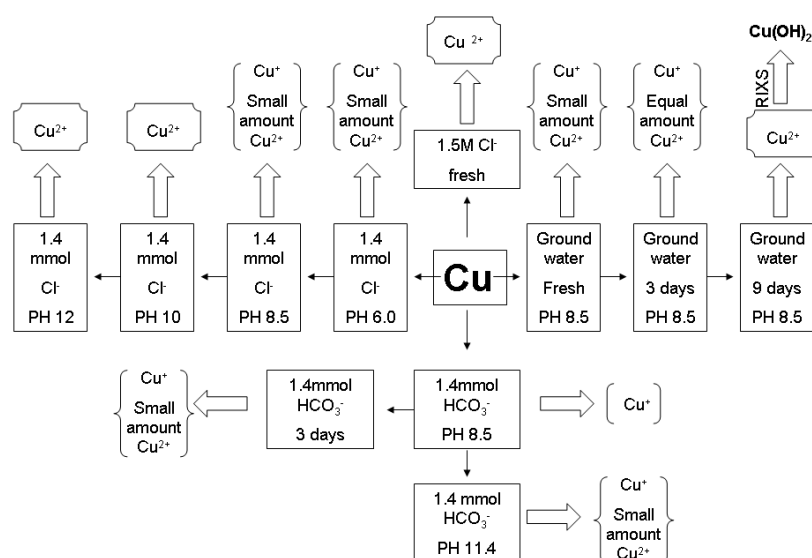 Cu(OH)₂
RIXS
Cu ²⁺
Cu⁺
Small
amount
Cu²⁺
Cu⁺
Small
amount
Cu²⁺
Cu⁺
Small
amount
Cu²⁺
Cu⁺
Equal
amount
Cu²⁺
Cu²⁺
Cu²⁺
Cu²⁺
1.5M Cl⁻
fresh
1.4
mmol
Cl⁻
PH 12
1.4
mmol
Cl⁻
PH 10
1.4
mmol
Cl⁻
PH 8.5
1.4
mmol
Cl⁻
PH 6.0
Cu
Ground
water
Fresh
PH 8.5
Ground
water
3 days
PH 8.5
Ground
water
9 days
PH 8.5
Cu⁺
Small
amount
Cu²⁺
1.4mmol
HCO₃⁻
3 days
1.4mmol
HCO₃⁻
PH 8.5
Cu⁺
1.4 mmol
HCO₃⁻
PH 11.4
Cu⁺
Small
amount
Cu²⁺